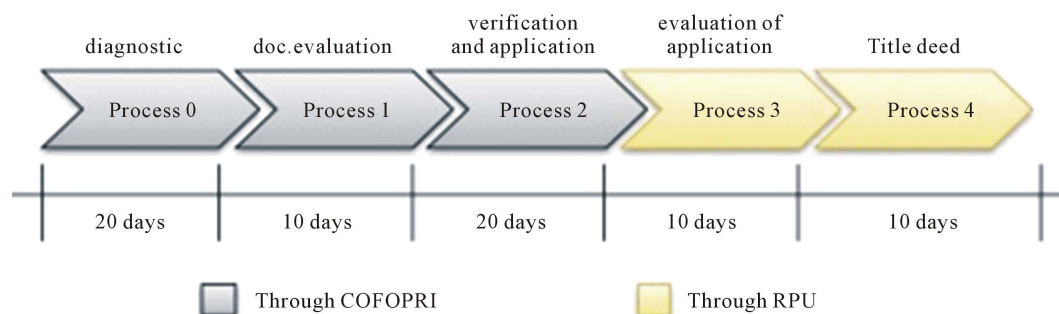 diagnostic
doc.evaluation
verification
and application
evaluation of
application
Title deed
Process 0
Process 1
Process 2
Process 3
Process 4
20 days
10 days
20 days
10 days
10 days
Through COFOPRI
Through RPU